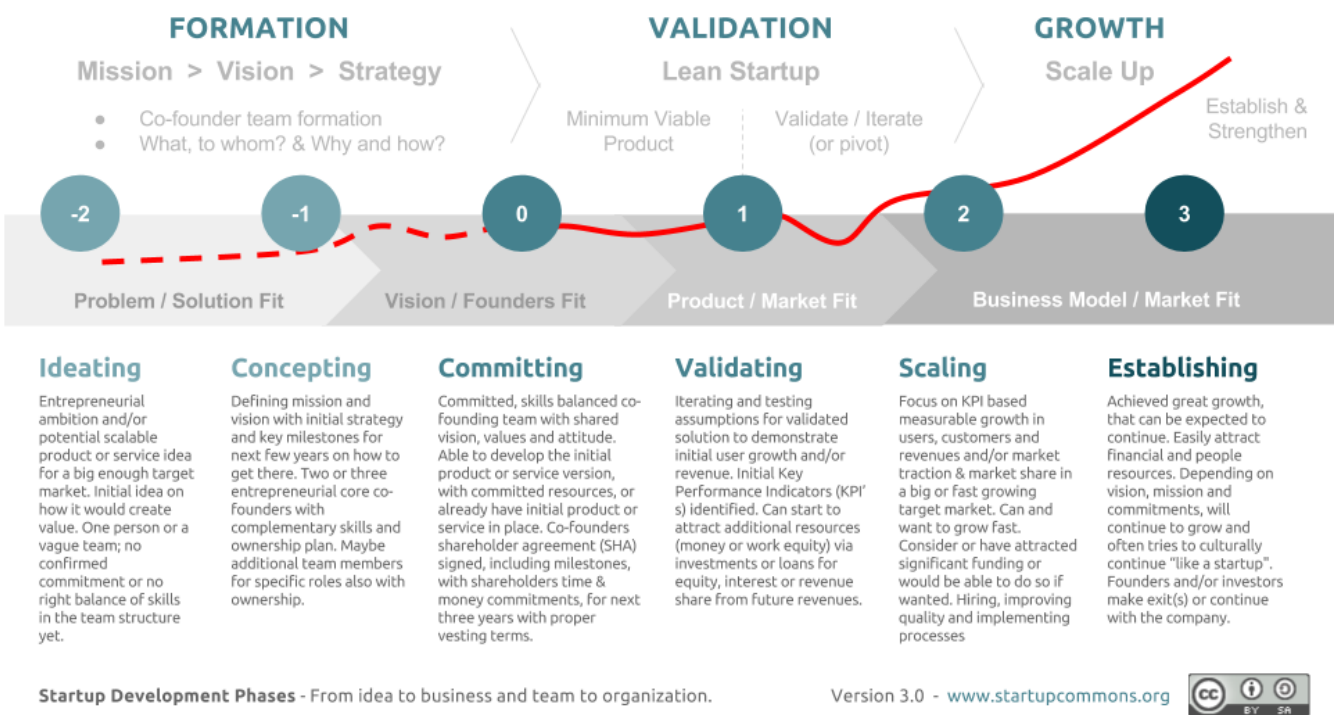 FORMATION
Mission > Vision > Strategy
● Co-founder team formation
● What, to whom? & Why and how?
VALIDATION
Lean Startup
Minimum Viable
Product
Validate / Iterate
(or pivot)
GROWTH
Scale Up
Establish &
Strengthen
-2
-1
0
1
2
3
Problem / Solution Fit
Vision / Founders Fit
Product / Market Fit
Business Model / Market Fit
Ideating
Entrepreneurial
ambition and/or
potential scalable
product or service idea
for a big enough target
market. Initial idea on
how it would create
value. One person or a
vague team; no
confirmed
commitment or no
right balance of skills
in the team structure
yet.
Concepting
Defining mission and
vision with initial strategy
and key milestones for
next few years on how to
get there. Two or three
entrepreneurial core co-
founders with
complementary skills and
ownership plan. Maybe
additional team members
for specific roles also with
ownership.
Committing
Committed, skills balanced co-
founding team with shared
vision, values and attitude.
Able to develop the initial
product or service version,
with committed resources, or
already have initial product or
service in place. Co-founders
shareholder agreement (SHA)
signed, including milestones,
with shareholders time &
money commitments, for next
three years with proper
vesting terms.
Validating
Iterating and testing
assumptions for validated
solution to demonstrate
initial user growth and/or
revenue. Initial Key
Performance Indicators (KPI'
s) identified. Can start to
attract additional resources
(money or work equity) via
investments or loans for
equity, interest or revenue
share from future revenues.
Scaling
Focus on KPI based
measurable growth in
users, customers and
revenues and/or market
traction & market share in
a big or fast growing
target market. Can and
want to grow fast.
Consider or have attracted
significant funding or
would be able to do so if
wanted. Hiring, improving
quality and implementing
processes
Establishing
Achieved great growth,
that can be expected to
continue. Easily attract
financial and people
resources. Depending on
vision, mission and
commitments, will
continue to grow and
often tries to culturally
continue "like a startup".
Founders and/or investors
make exit(s) or continue
with the company.
Startup Development Phases - From idea to business and team to organization.
Version 3.0 - www.startupcommons.org
cc
BY SA